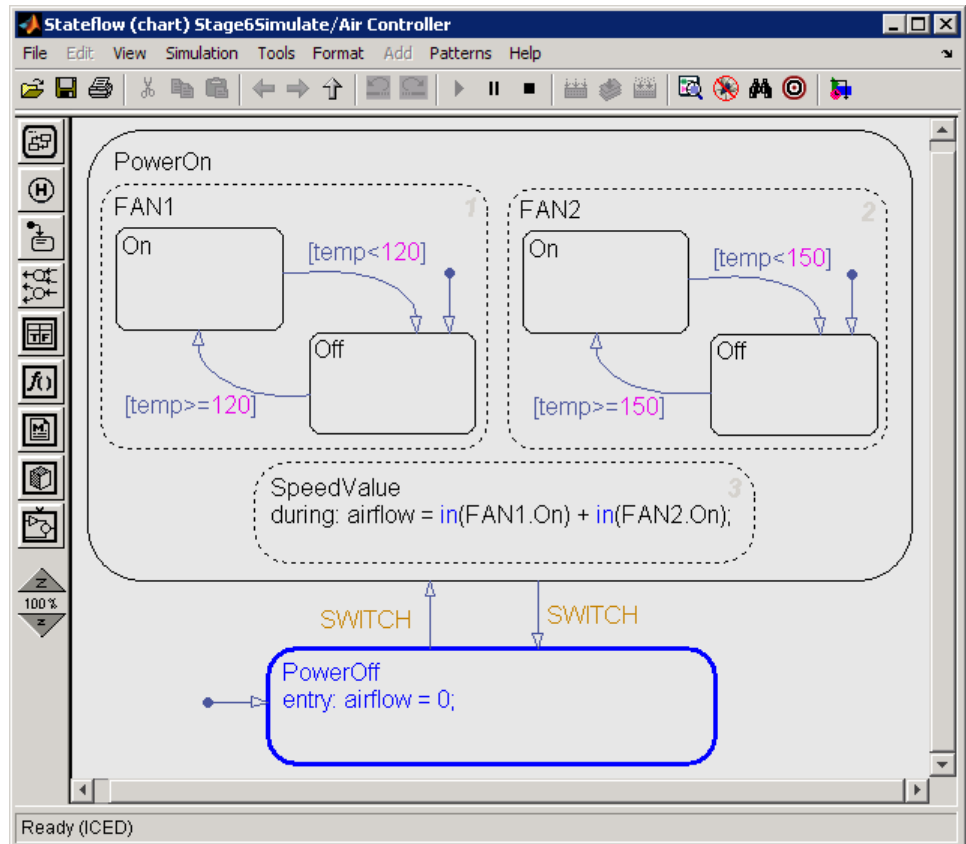 Stateflow (chart) Stage6Simulate/Air Controller
File Edit View Simulation Tools Format Add Patterns Help
PowerOn
FAN1
1
On
[temp<120]
Off
[temp>=120]
FAN2
2
On
[temp<150]
Off
[temp>=150]
SpeedValue
3
during: airflow = in(FAN1.On) + in(FAN2.On);
SWITCH
SWITCH
PowerOff
entry: airflow = 0;
H
TF
f()
M
Z
100 %
Z
Ready (ICED)